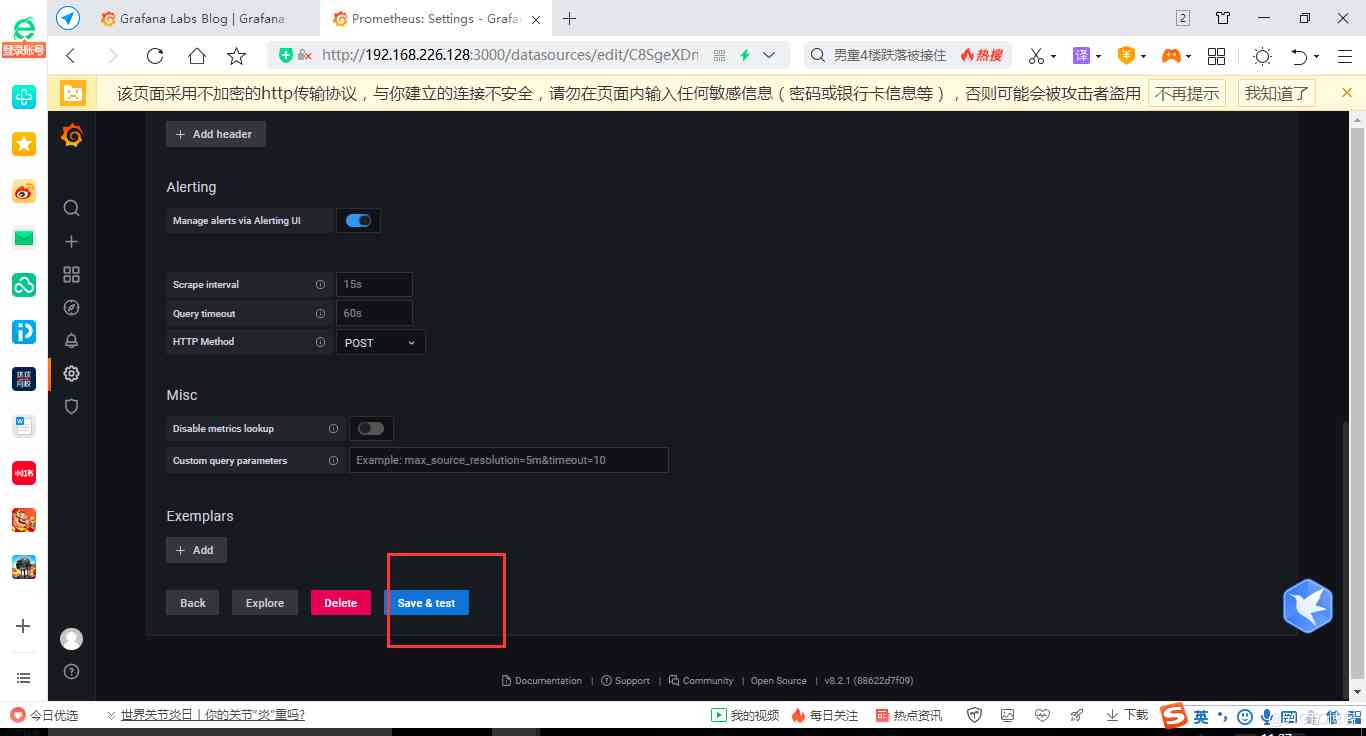 登录账号
Grafana Labs Blog | Grafana
Prometheus: Settings - Grafa
2
http://192.168.226.128:3000/datasources/edit/C8SgeXDn
男童4楼跌落被接住
热搜
译
该页面采用不加密的http传输协议，与你建立的连接不安全，请勿在页面内输入任何敏感信息（密码或银行卡信息等），否则可能会被攻击者盗用
不再提示
我知道了
Add header
Alerting
Manage alerts via Alerting UI
Scrape interval
15s
Query timeout
60s
HTTP Method
POST
Misc
Disable metrics lookup
Custom query parameters
Example: max_source_resolution=5m&timeout=10
Exemplars
Add
Back
Explore
Delete
Save & test
小红书
Documentation | Support | Community | Open Source | v8.2.1 (88622d7f09)
今日优选
世界关节炎日｜你的关节“炎”重吗?
我的视频
每日关注
热点资讯
下载
英